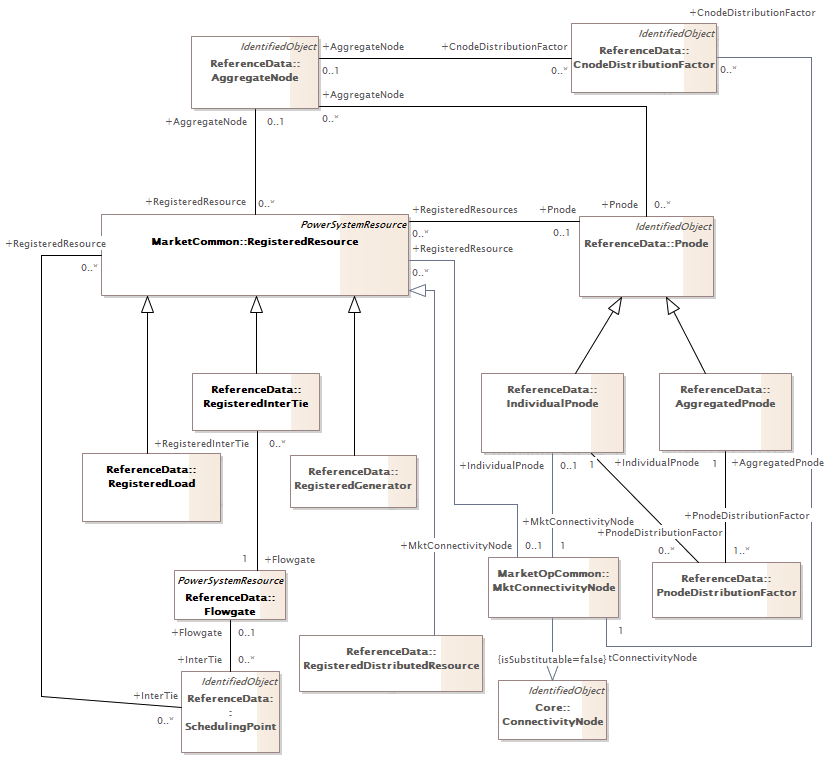 +CnodeDistributionFactor
IdentifiedObject
ReferenceData::
CnodeDistributionFactor
IdentifiedObject
ReferenceData::
AggregateNode
+AggregateNode
+CnodeDistributionFactor
0..1
0..*
0..*
+AggregateNode
0..*
+AggregateNode
0..1
+RegisteredResource
0..*
+Pnode
0..*
PowerSystemResource
MarketCommon::RegisteredResource
+RegisteredResources
+Pnode
0..*
0..1
IdentifiedObject
ReferenceData::Pnode
+RegisteredResource
0..*
+RegisteredResource
0..*
ReferenceData::
RegisteredInterTie
ReferenceData::
IndividualPnode
ReferenceData::
AggregatedPnode
+RegisteredInterTie
0..*
ReferenceData::
RegisteredLoad
ReferenceData::
RegisteredGenerator
+IndividualPnode
0..1
1
+IndividualPnode
1
+AggregatedPnode
+MktConnectivityNode
1
+PnodeDistributionFactor
0..*
+PnodeDistributionFactor
1..*
+MktConnectivityNode
0..1
1
+Flowgate
PowerSystemResource
ReferenceData::
Flowgate
MarketOpCommon::
MktConnectivityNode
ReferenceData::
PnodeDistributionFactor
+Flowgate
0..1
+InterTie
0..*
1
{isSubstitutable=false}
tConnectivityNode
ReferenceData::
RegisteredDistributedResource
+InterTie
0..*
IdentifiedObject
ReferenceData:
:
SchedulingPoint
IdentifiedObject
Core::
ConnectivityNode